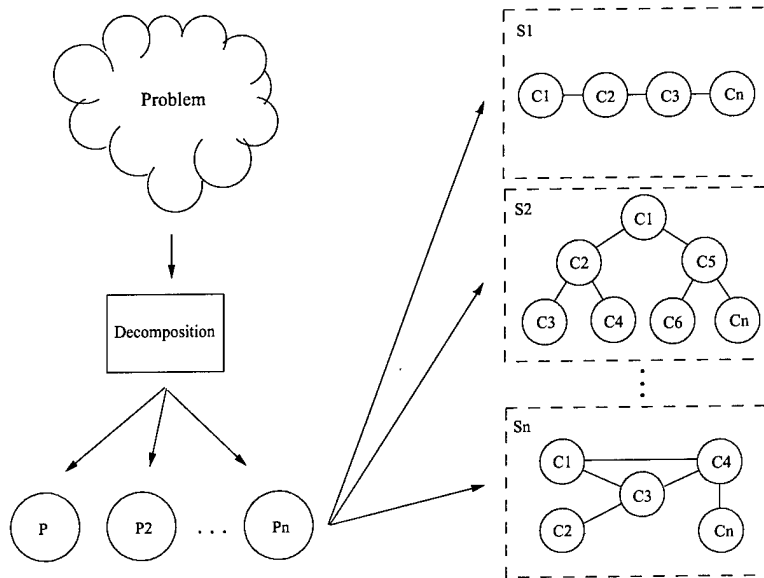 Problem
Decomposition
P
P2
. . .
Pn
S1
C1
C2
C3
Cn
S2
C1
C2
C5
C3
C4
C6
Cn
Sn
C1
C4
C3
C2
Cn